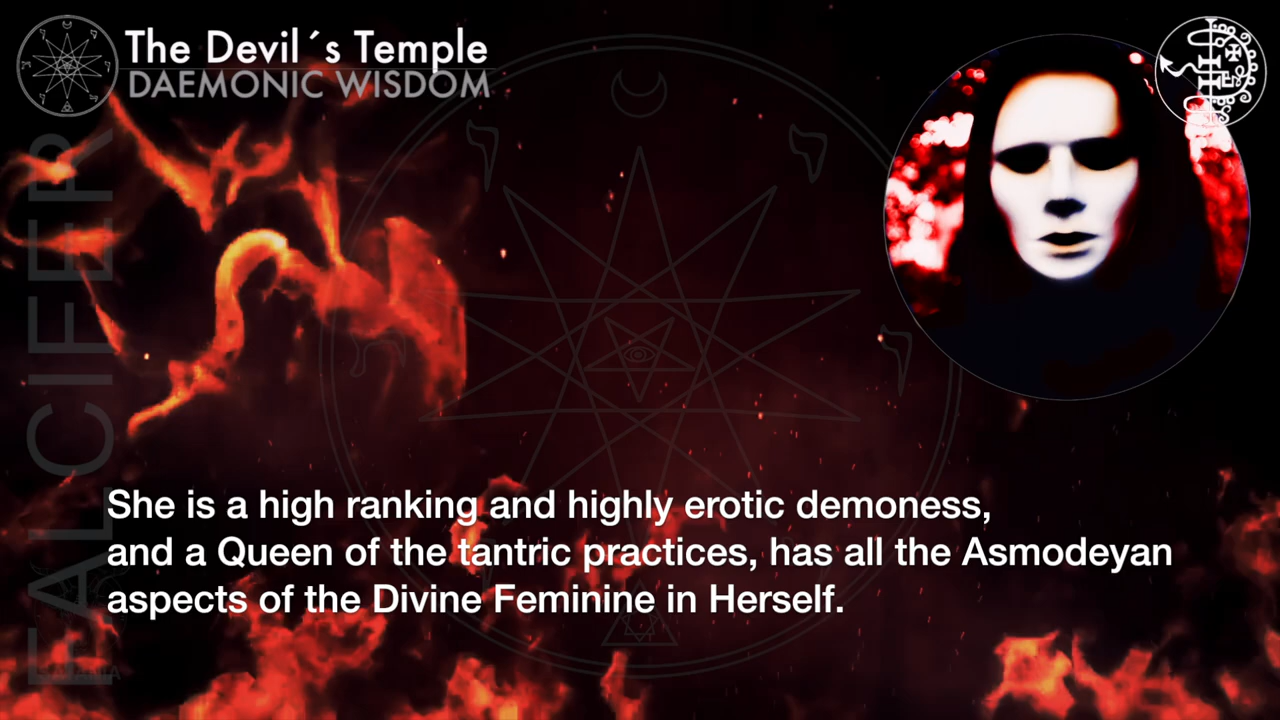 The Devil´s Temple
DAEMONIC WISDOM
FALCIFER
She is a high ranking and highly erotic demoness,
and a Queen of the tantric practices, has all the Asmodeyan
aspects of the Divine Feminine in Herself.